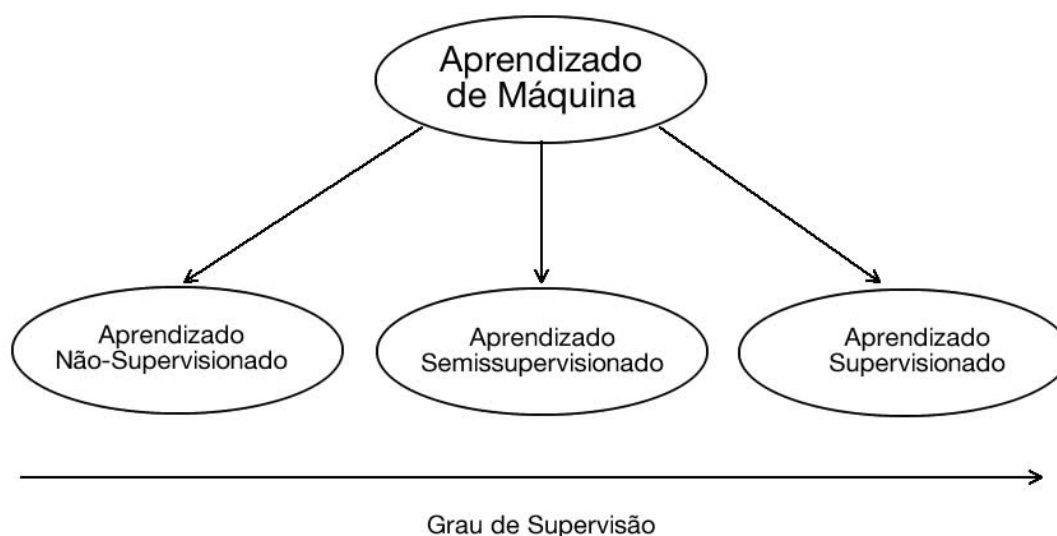 Aprendizado
de Máquina
Aprendizado
Não-Supervisionado
Aprendizado
Semissupervisionado
Aprendizado
Supervisionado
Grau de Supervisão